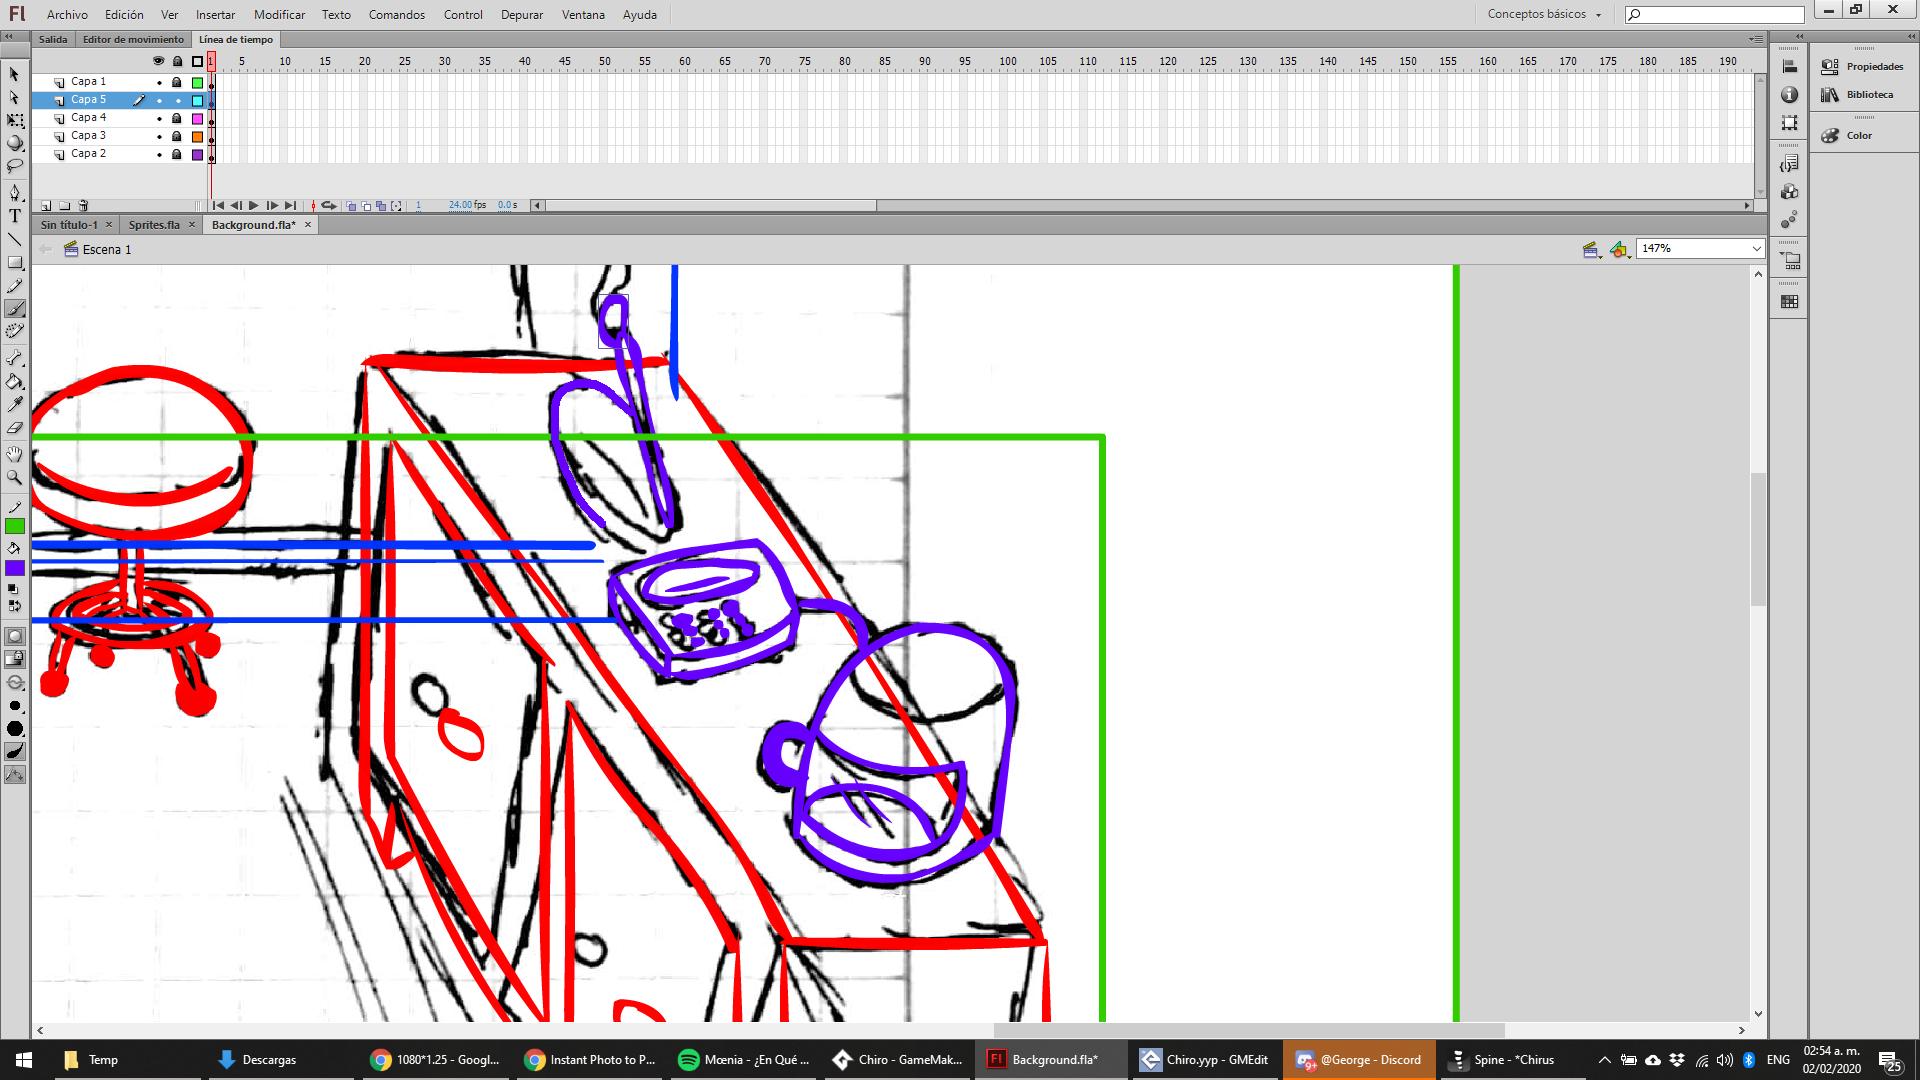 Fl Archivo Edición Ver Insertar Modificar Texto Comandos Control Depurar Ventana Ayuda Conceptos básicos
Salida Editor de movimiento Línea de tiempo
1 5 10 15 20 25 30 35 40 45 50 55 60 65 70 75 80 85 90 95 100 105 110 115 120 125 130 135 140 145 150 155 160 165 170 175 180 185 190
Capa 1
Capa 5
Capa 4
Capa 3
Capa 2
1 24.00 fps 0.0 s
Sin título-1 × Sprites.fla × Background.fla* ×
Escena 1 147%
Propiedades
Biblioteca
Color
T
Temp Descargas 1080*1.25 - Googl... Instant Photo to P... Mœnia - ¿En Qué ... Chiro - GameMak... Fl Background.fla* Chiro.yyp - GMEdit 9+ @George - Discord Spine - *Chirus ENG 02:54 a. m.
02/02/2020 25